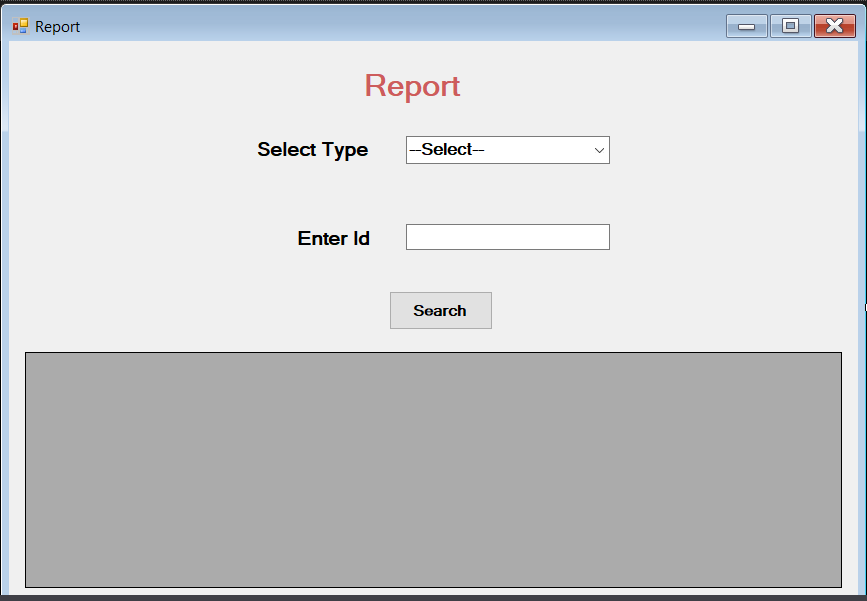 Report
Report
Select Type
--Select--
Enter Id
Search